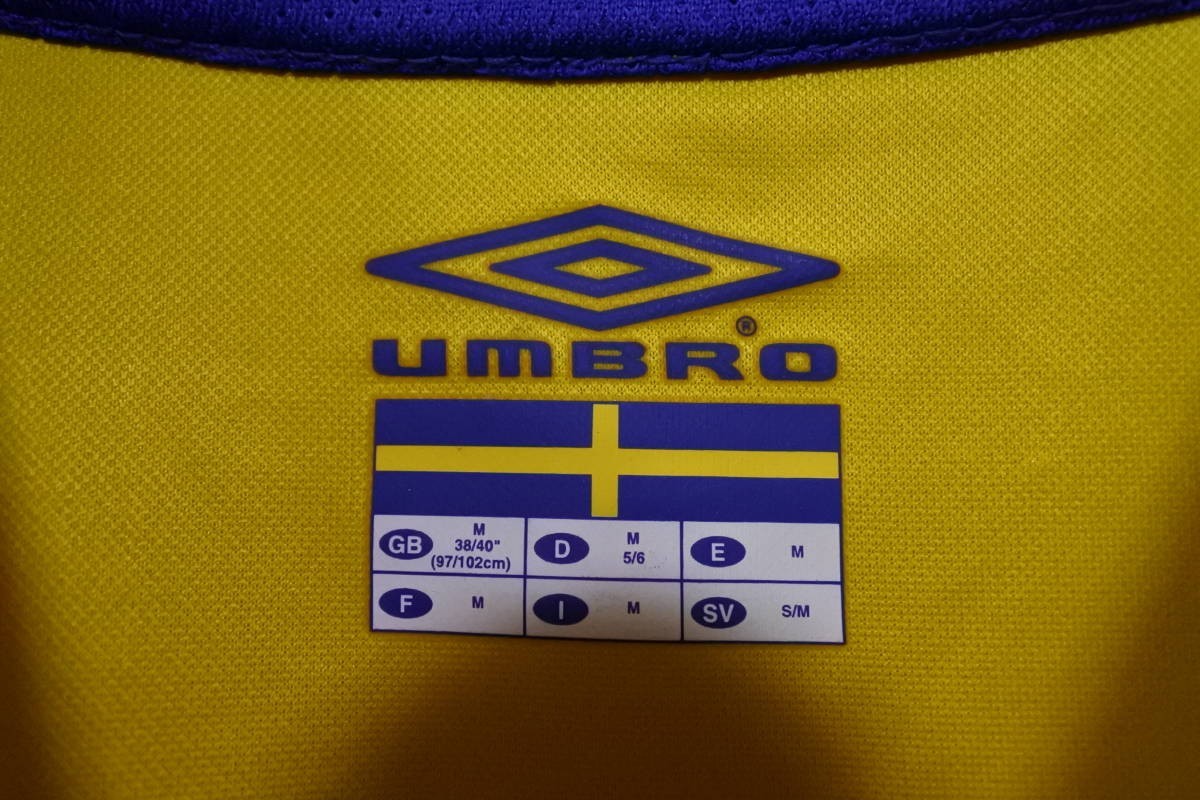 ®
UMBRO
GB M
38/40"
(97/102cm)
D M
5/6
E M
F M
I M
SV S/M